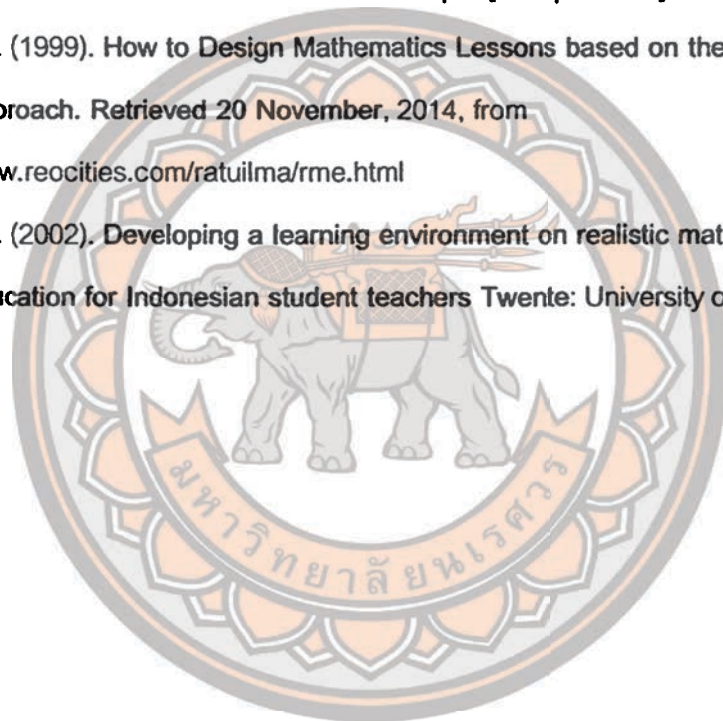 . (1999). How to Design Mathematics Lessons based on the
proach. Retrieved 20 November, 2014, from
w.reocities.com/ratuilma/rme.html
. (2002). Developing a learning environment on realistic mat
cation for Indonesian student teachers Twente: University o
มหาวิทยาลัยนเรศวร